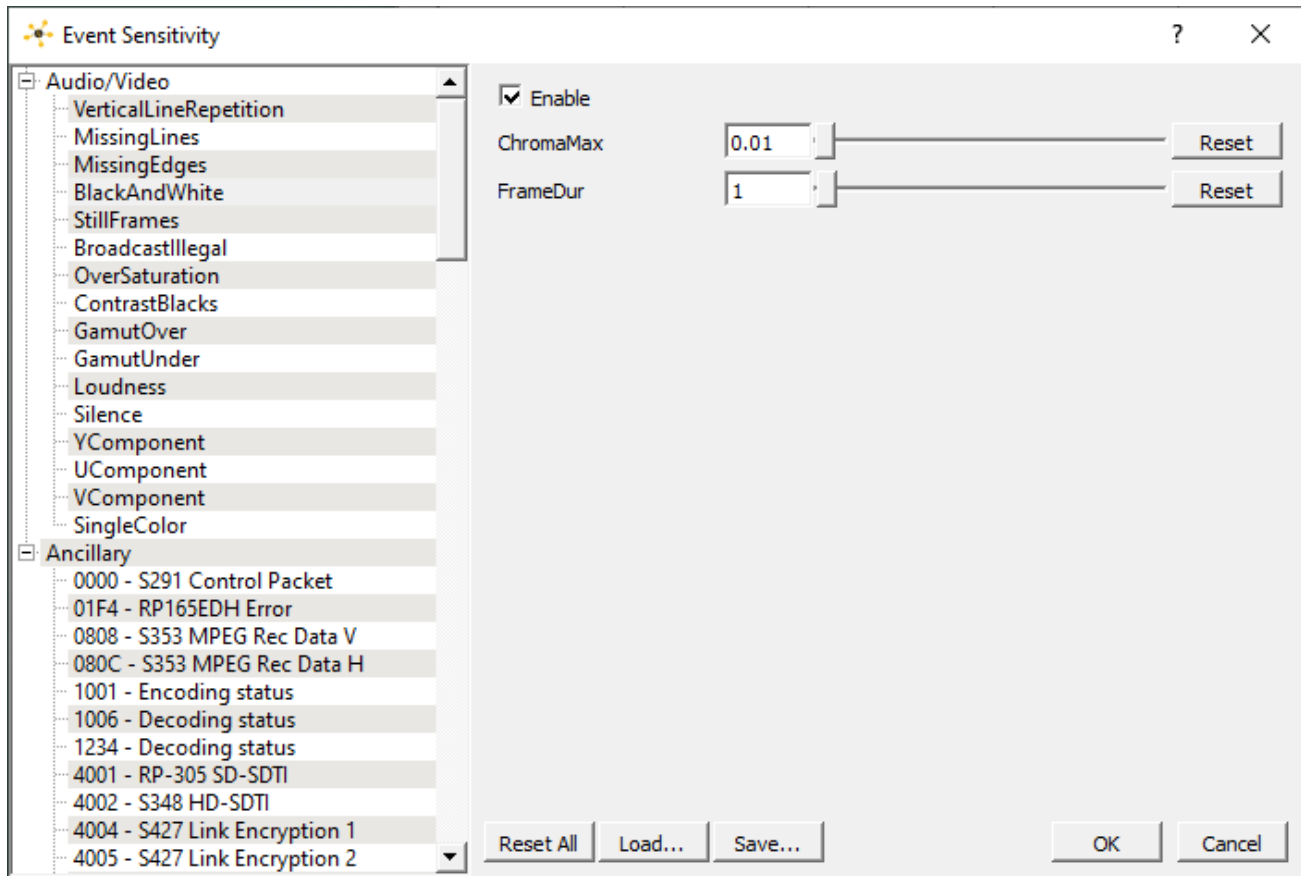 Event Sensitivity
?
Audio/Video
VerticalLineRepetition
MissingLines
MissingEdges
BlackAndWhite
StillFrames
BroadcastIllegal
OverSaturation
ContrastBlacks
GamutOver
GamutUnder
Loudness
Silence
YComponent
UComponent
VComponent
SingleColor
Ancillary
0000 - S291 Control Packet
01F4 - RP165EDH Error
0808 - S353 MPEG Rec Data V
080C - S353 MPEG Rec Data H
1001 - Encoding status
1006 - Decoding status
1234 - Decoding status
4001 - RP-305 SD-SDTI
4002 - S348 HD-SDTI
4004 - S427 Link Encryption 1
4005 - S427 Link Encryption 2
Enable
ChromaMax 0.01 Reset
FrameDur 1 Reset
Reset All Load... Save... OK Cancel